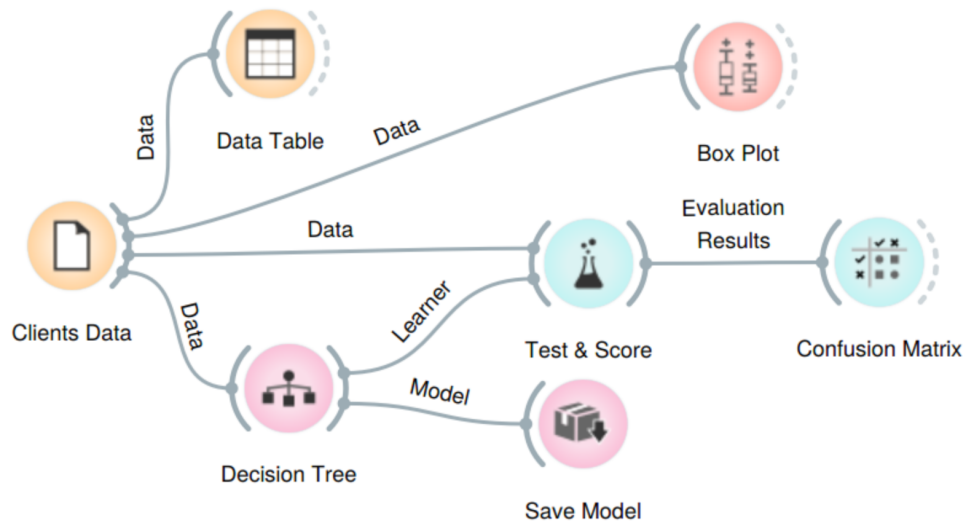 Data Table
Data
Data
Box Plot
Data
Evaluation
Results
Clients Data
Data
Learner
Test & Score
Confusion Matrix
Model
Decision Tree
Save Model